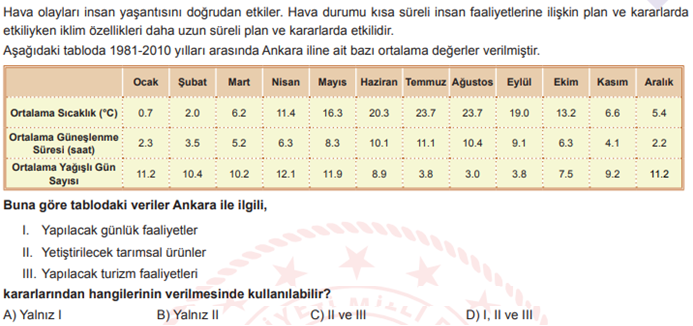 Hava olayları insan yaşantısını doğrudan etkiler. Hava durumu kısa süreli insan faaliyetlerine ilişkin plan ve kararlarda
etkiliyken iklim özellikleri daha uzun süreli plan ve kararlarda etkilidir.
Aşağıdaki tabloda 1981-2010 yılları arasında Ankara iline ait bazı ortalama değerler verilmiştir.
Ocak Şubat Mart Nisan Mayıs Haziran Temmuz Ağustos Eylül Ekim Kasım Aralık
Ortalama Sıcaklık (°C) 0.7 2.0 6.2 11.4 16.3 20.3 23.7 23.7 19.0 13.2 6.6 5.4
Ortalama Güneşlenme
Süresi (saat) 2.3 3.5 5.2 6.3 8.3 10.1 11.1 10.4 9.1 6.3 4.1 2.2
Ortalama Yağışlı Gün
Sayısı 11.2 10.4 10.2 12.1 11.9 8.9 3.8 3.0 3.8 7.5 9.2 11.2
Buna göre tablodaki veriler Ankara ile ilgili,
I. Yapılacak günlük faaliyetler
II. Yetiştirilecek tarımsal ürünler
III. Yapılacak turizm faaliyetleri
kararlarından hangilerinin verilmesinde kullanılabilir?
A) Yalnız I B) Yalnız II C) II ve III D) I, II ve III